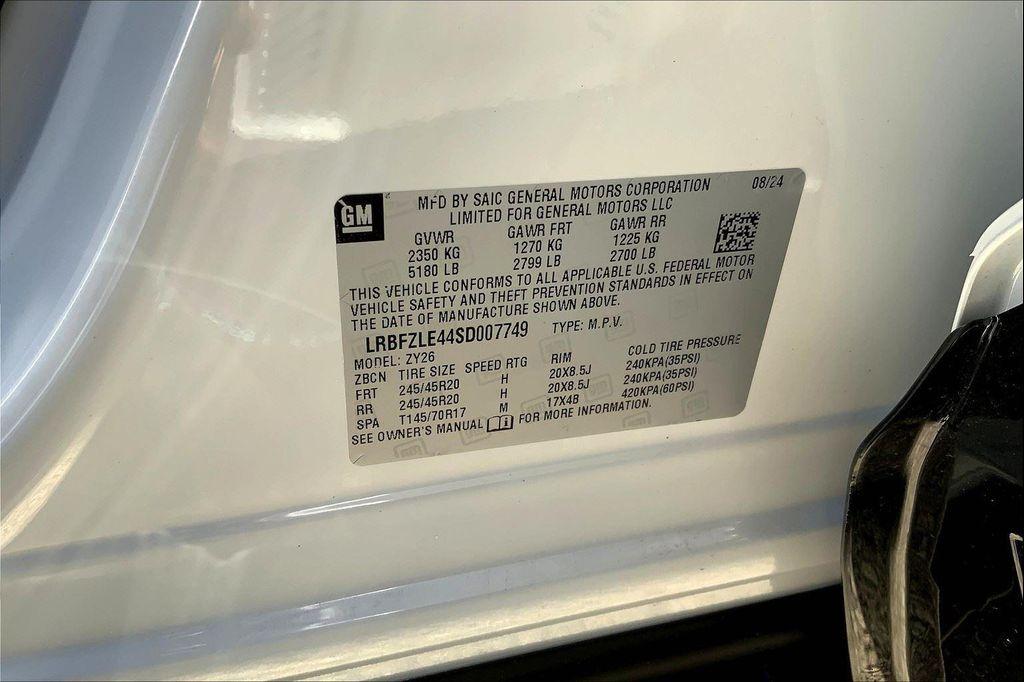 GM
MFD BY SAIC GENERAL MOTORS CORPORATION 08/24
LIMITED FOR GENERAL MOTORS LLC
GVWR GAWR FRT GAWR RR
2350 KG 1270 KG 1225 KG
5180 LB 2799 LB 2700 LB
THIS VEHICLE CONFORMS TO ALL APPLICABLE U.S. FEDERAL MOTOR
VEHICLE SAFETY AND THEFT PREVENTION STANDARDS IN EFFECT ON
THE DATE OF MANUFACTURE SHOWN ABOVE.
LRBFZLE44SD007749 TYPE: M.P.V.
MODEL: ZY26
ZBCN TIRE SIZE SPEED RTG RIM COLD TIRE PRESSURE
FRT 245/45R20 H 20X8.5J 240KPA(35PSI)
RR 245/45R20 H 20X8.5J 240KPA(35PSI)
SPA T145/70R17 M 17X4B 420KPA(60PSI)
SEE OWNER'S MANUAL i FOR MORE INFORMATION.